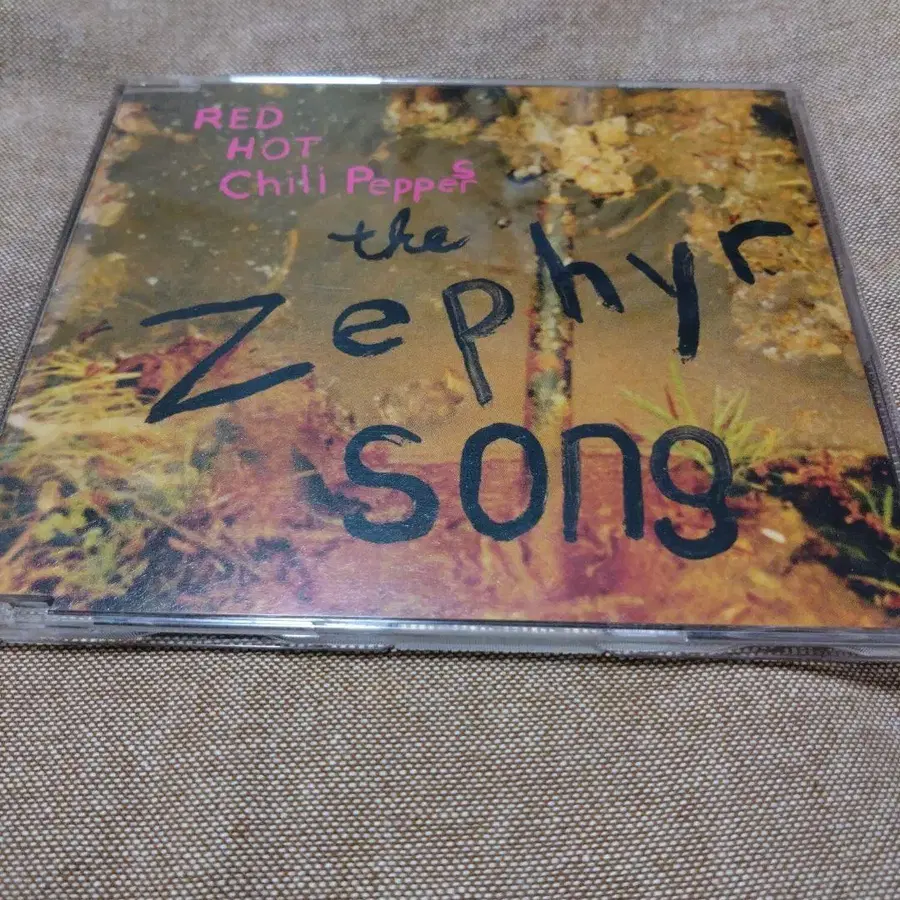 RED
HOT
Chili Peppers
the
Zephyr
song